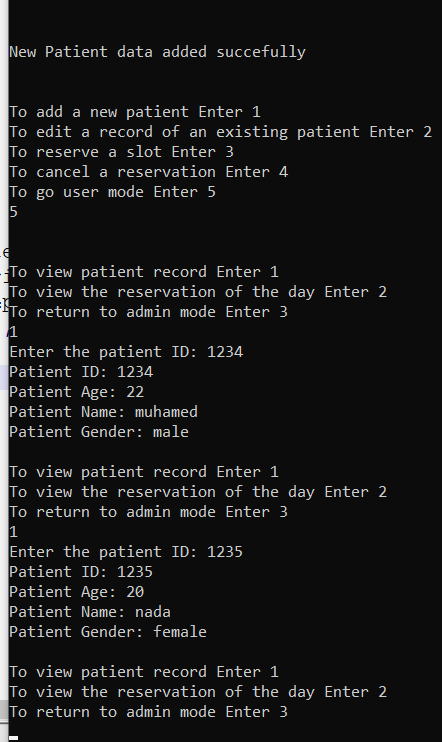 New Patient data added succefully
To add a new patient Enter 1
To edit a record of an existing patient Enter 2
To reserve a slot Enter 3
To cancel a reservation Enter 4
To go user mode Enter 5
5
To view patient record Enter 1
To view the reservation of the day Enter 2
To return to admin mode Enter 3
1
Enter the patient ID: 1234
Patient ID: 1234
Patient Age: 22
Patient Name: muhamed
Patient Gender: male
To view patient record Enter 1
To view the reservation of the day Enter 2
To return to admin mode Enter 3
1
Enter the patient ID: 1235
Patient ID: 1235
Patient Age: 20
Patient Name: nada
Patient Gender: female
To view patient record Enter 1
To view the reservation of the day Enter 2
To return to admin mode Enter 3